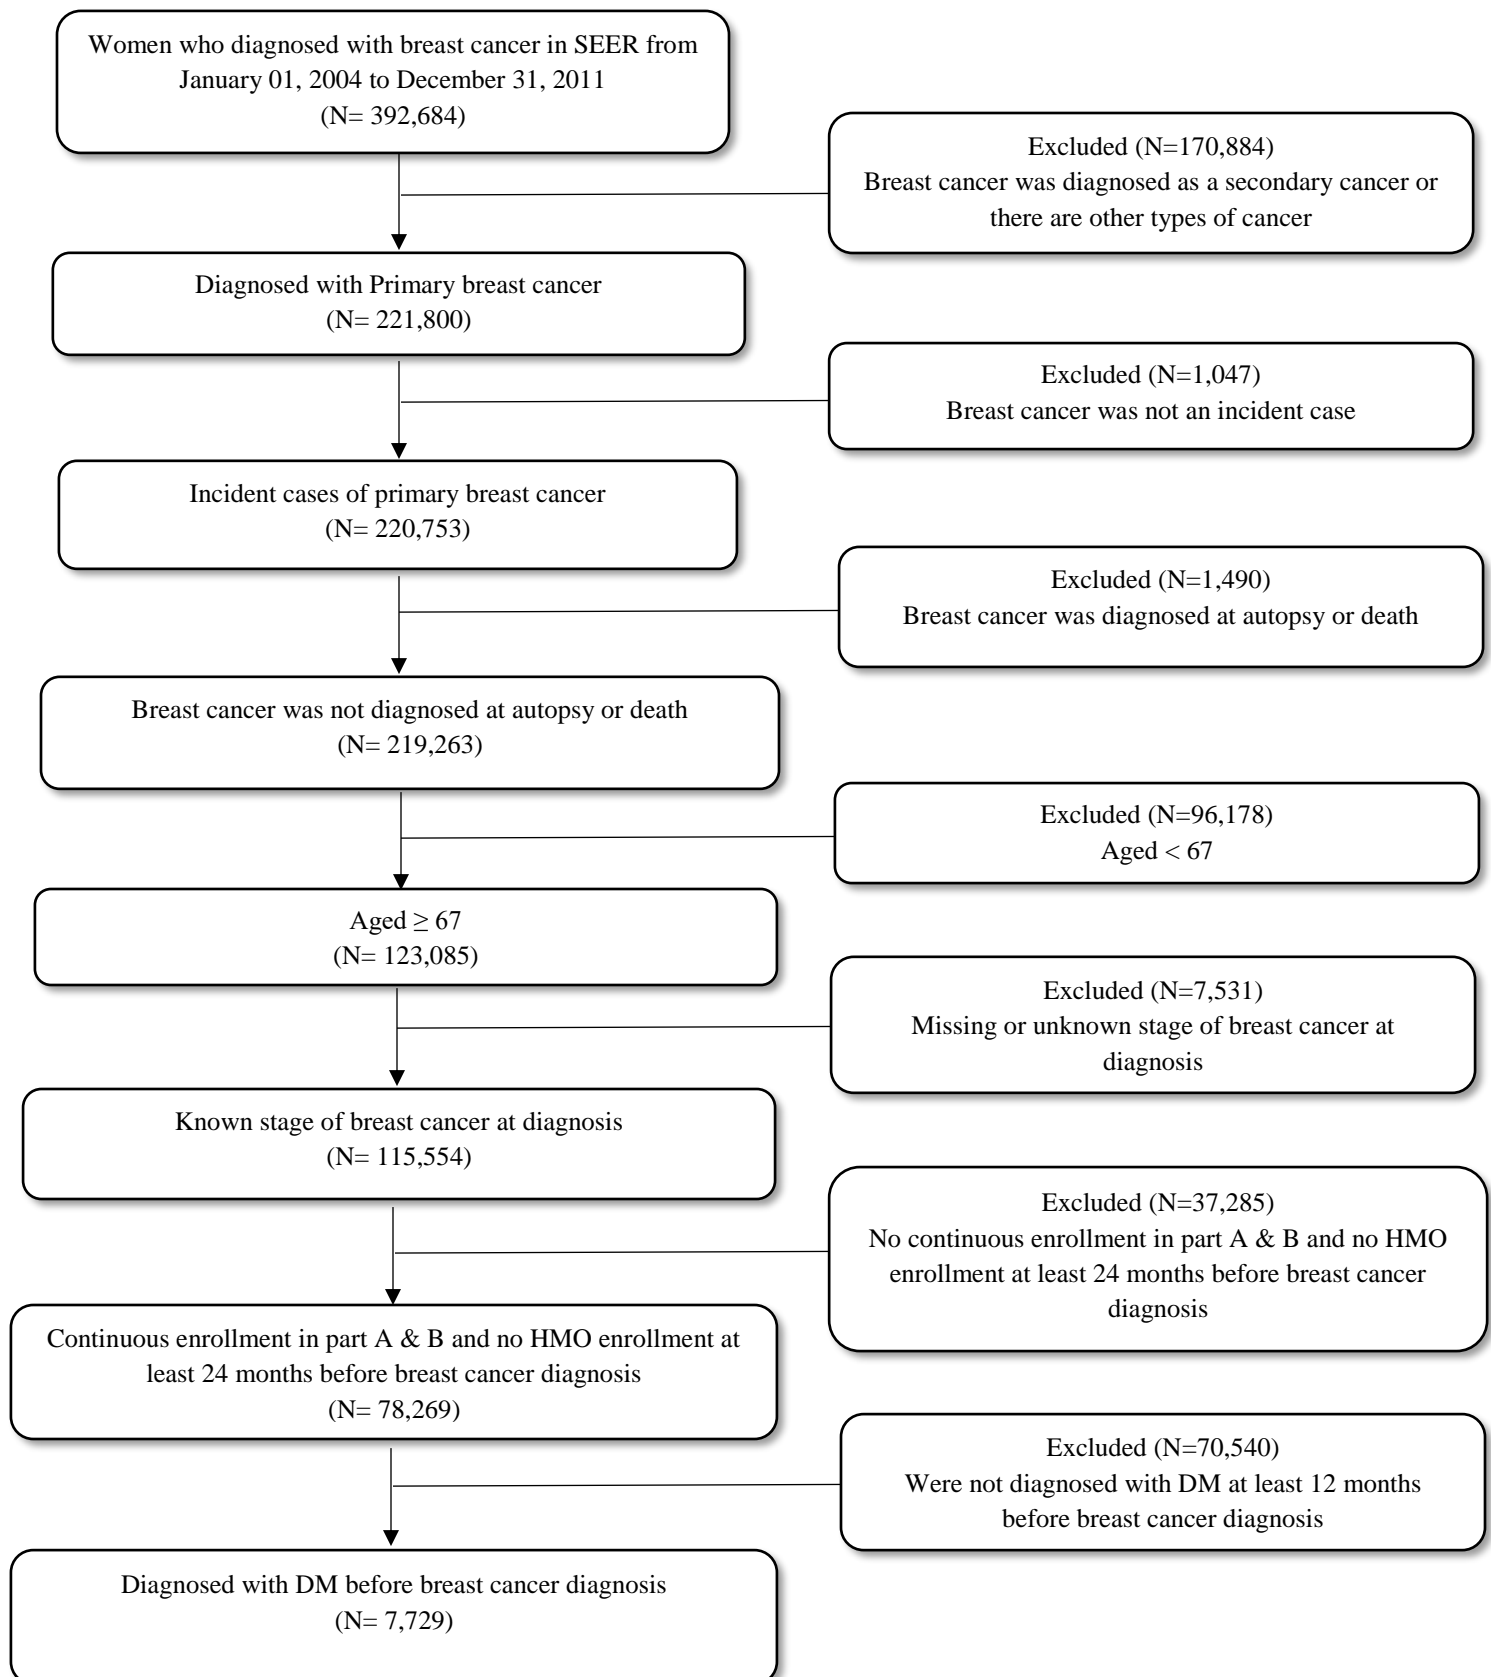 Women who diagnosed with breast cancer in SEER from
January 01, 2004 to December 31, 2011
(N= 392,684)
Excluded (N=170,884)
Breast cancer was diagnosed as a secondary cancer or
there are other types of cancer
Diagnosed with Primary breast cancer
(N= 221,800)
Excluded (N=1,047)
Breast cancer was not an incident case
Incident cases of primary breast cancer
(N= 220,753)
Excluded (N=1,490)
Breast cancer was diagnosed at autopsy or death
Breast cancer was not diagnosed at autopsy or death
(N= 219,263)
Excluded (N=96,178)
Aged < 67
Aged ≥ 67
(N= 123,085)
Excluded (N=7,531)
Missing or unknown stage of breast cancer at
diagnosis
Known stage of breast cancer at diagnosis
(N= 115,554)
Excluded (N=37,285)
No continuous enrollment in part A & B and no HMO
enrollment at least 24 months before breast cancer
diagnosis
Continuous enrollment in part A & B and no HMO enrollment at
least 24 months before breast cancer diagnosis
(N= 78,269)
Excluded (N=70,540)
Were not diagnosed with DM at least 12 months
before breast cancer diagnosis
Diagnosed with DM before breast cancer diagnosis
(N= 7,729)